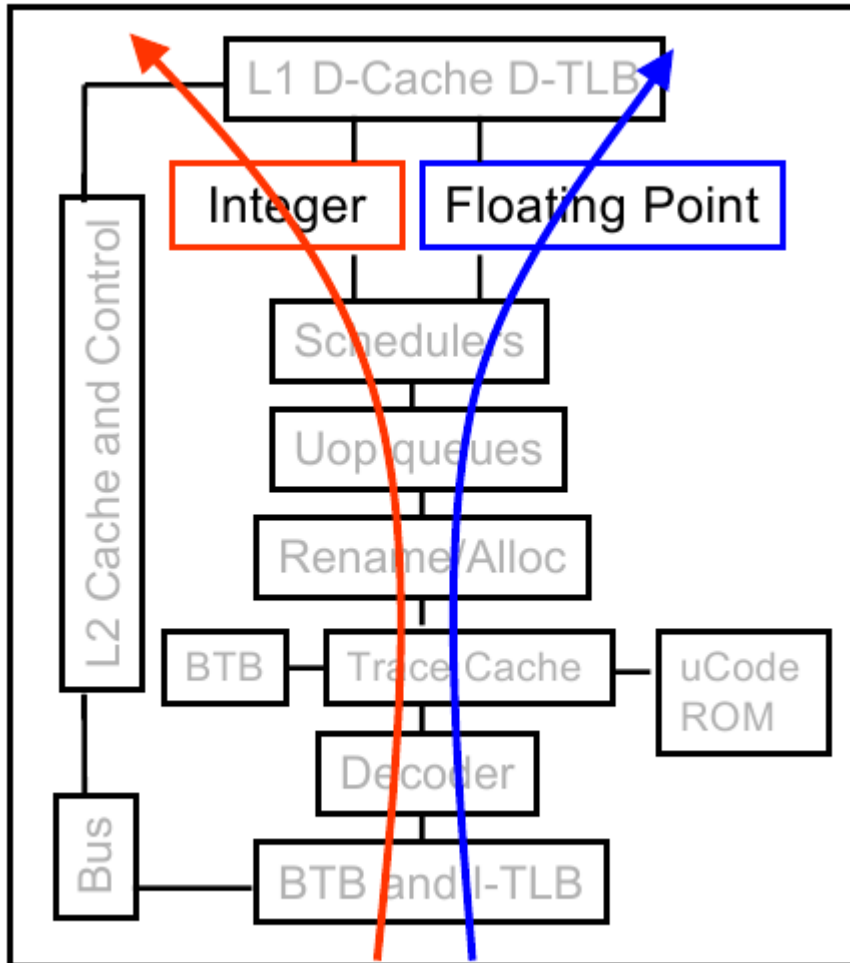 L1 D-Cache D-TLB
Integer
Floating Point
L2 Cache and Control
Schedulers
Uop queues
Rename/Alloc
BTB
Trace Cache
uCode
ROM
Decoder
Bus
BTB and I-TLB